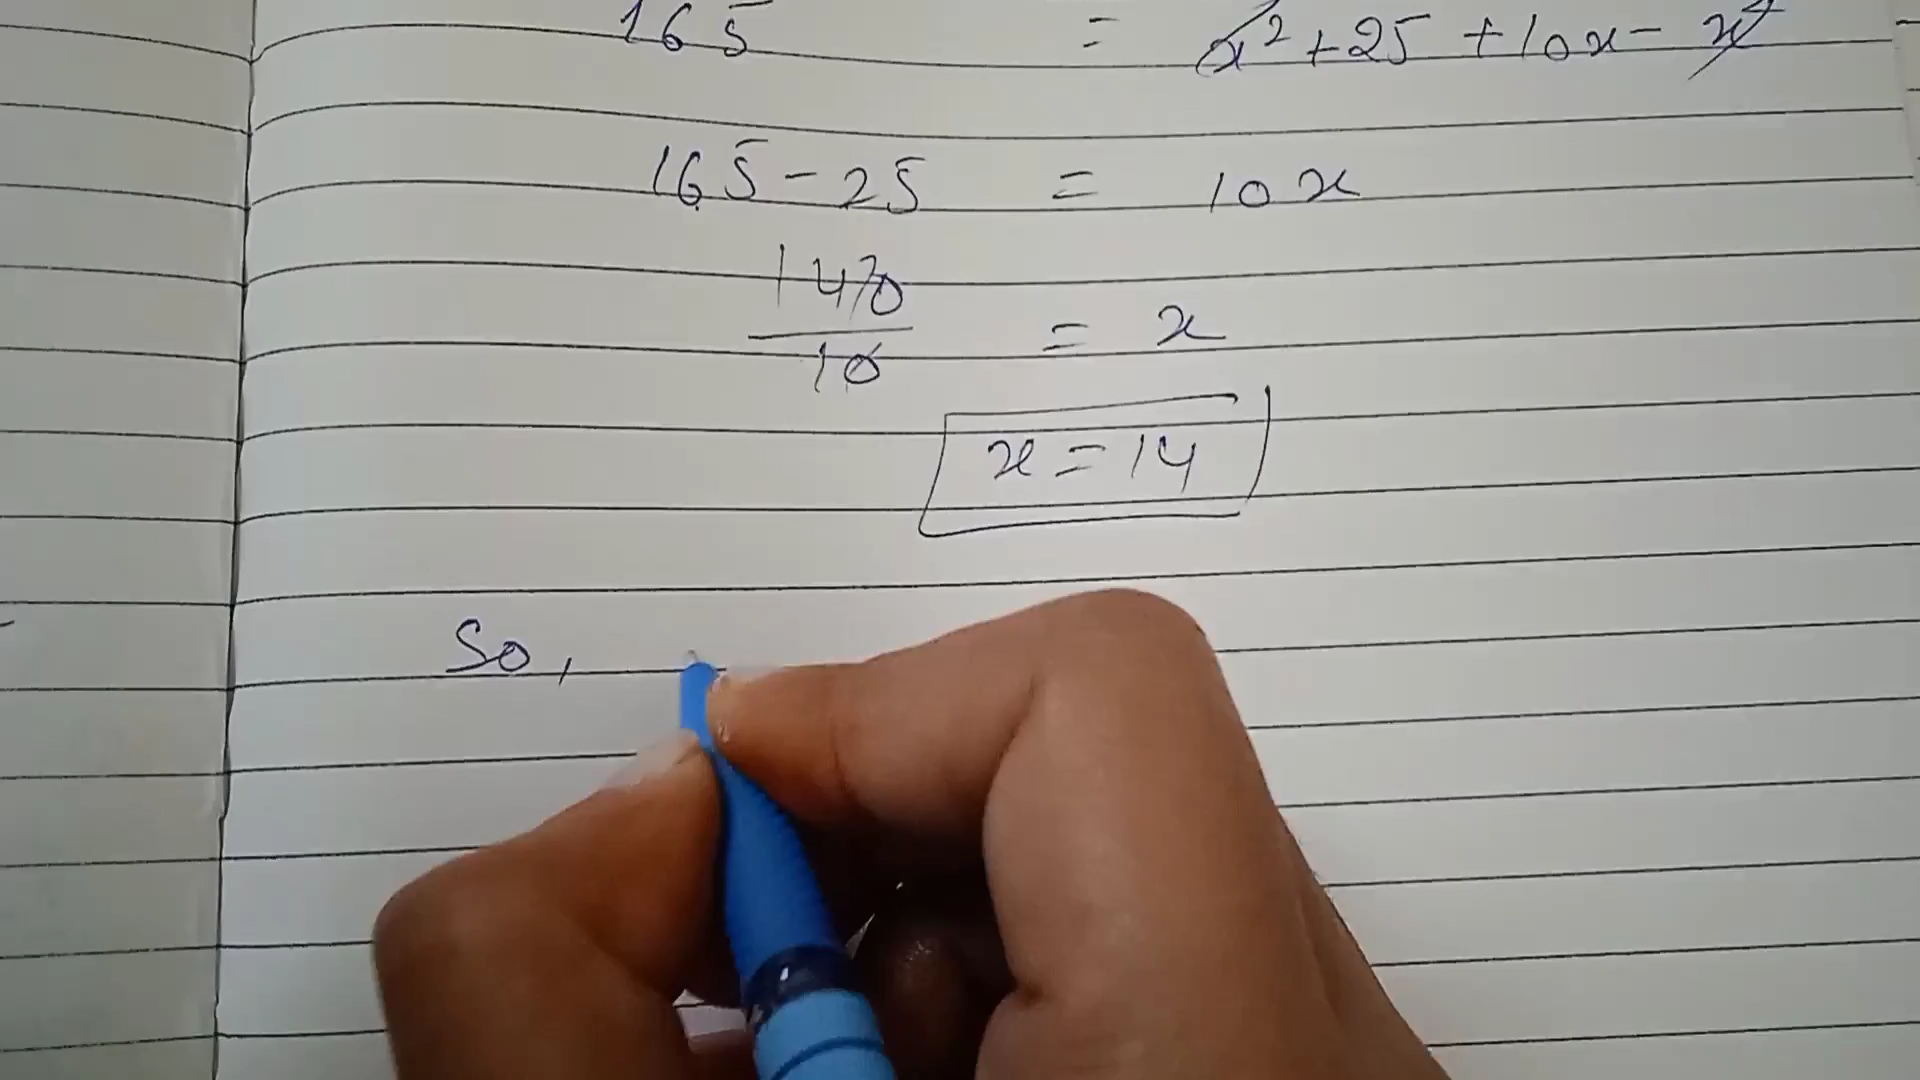 165 = x² + 25 + 10x - x²
165 - 25 = 10x
140/10 = x
x = 14
So,